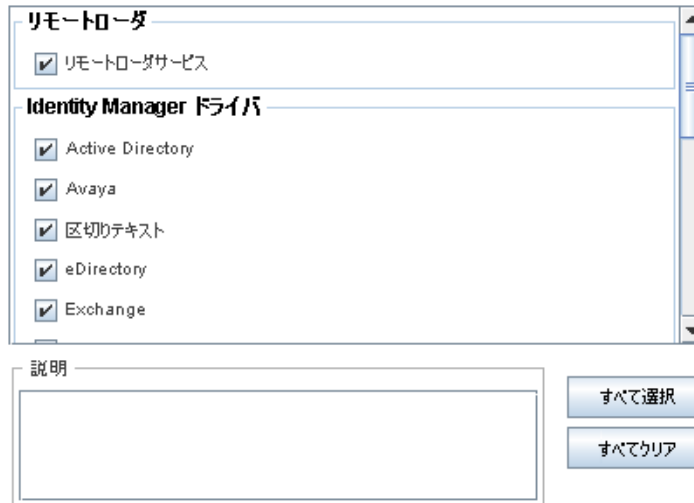 リモートローダ
リモートローダサービス
Identity Manager ドライバ
Active Directory
Avaya
区切りテキスト
eDirectory
Exchange
説明
すべて選択
すべてクリア